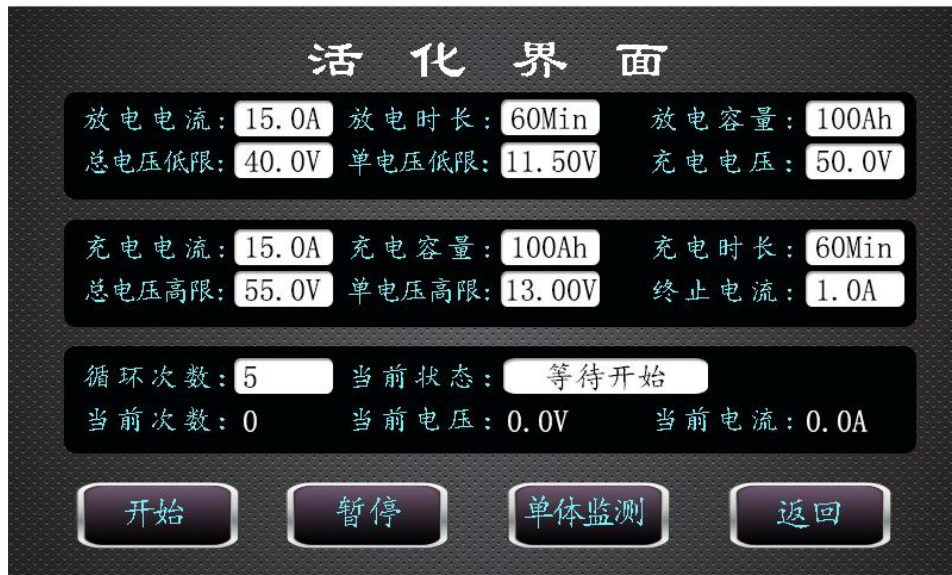 活化界面
放电电流: 15.0A 放电时长: 60Min 放电容量: 100Ah
总电压低限: 40.0V 单电压低限: 11.50V 充电电压: 50.0V
充电电流: 15.0A 充电容量: 100Ah 充电时长: 60Min
总电压高限: 55.0V 单电压高限: 13.00V 终止电流: 1.0A
循环次数: 5 当前状态: 等待开始
当前次数: 0 当前电压: 0.0V 当前电流: 0.0A
开始 暂停 单体监测 返回